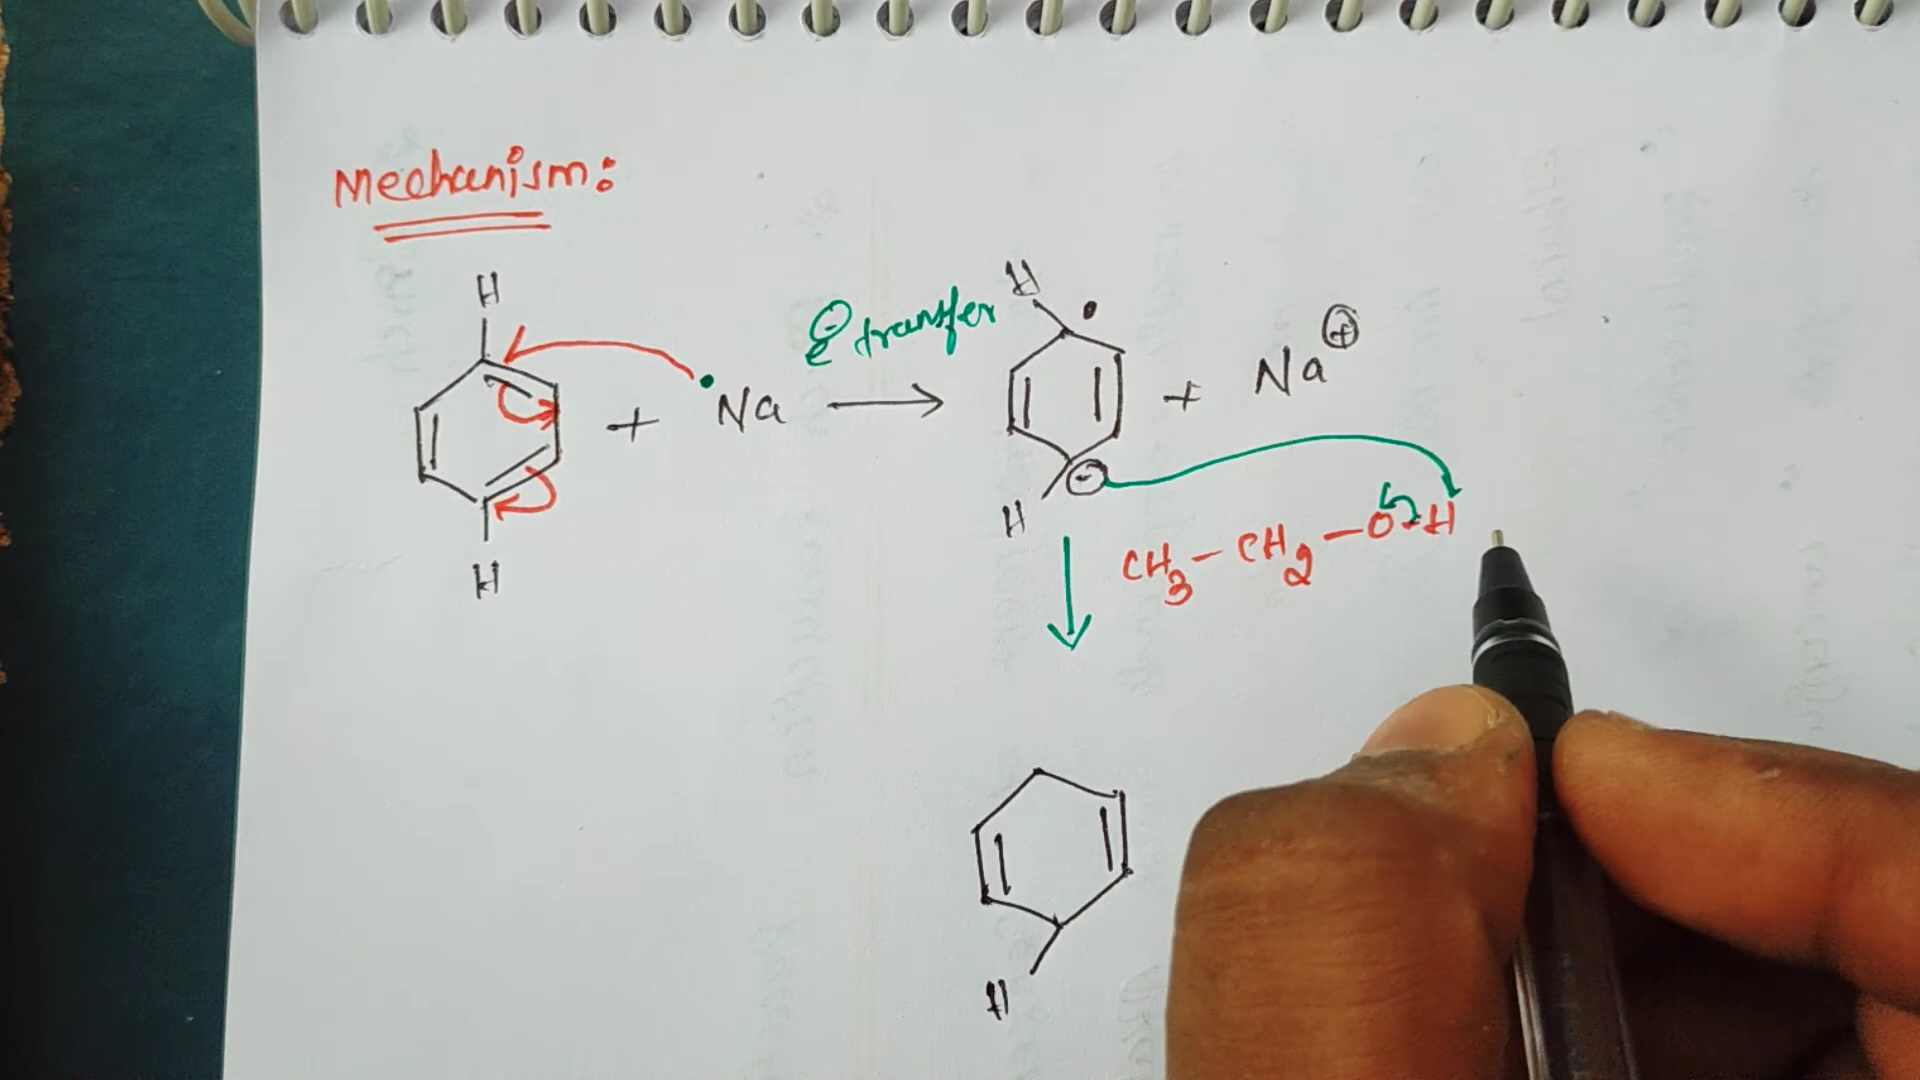 Mechanism:
H
H
+ •Na
e⊖ transfer
H
•
+ Na⊕
⊖
H
CH3-CH2-O-H
H